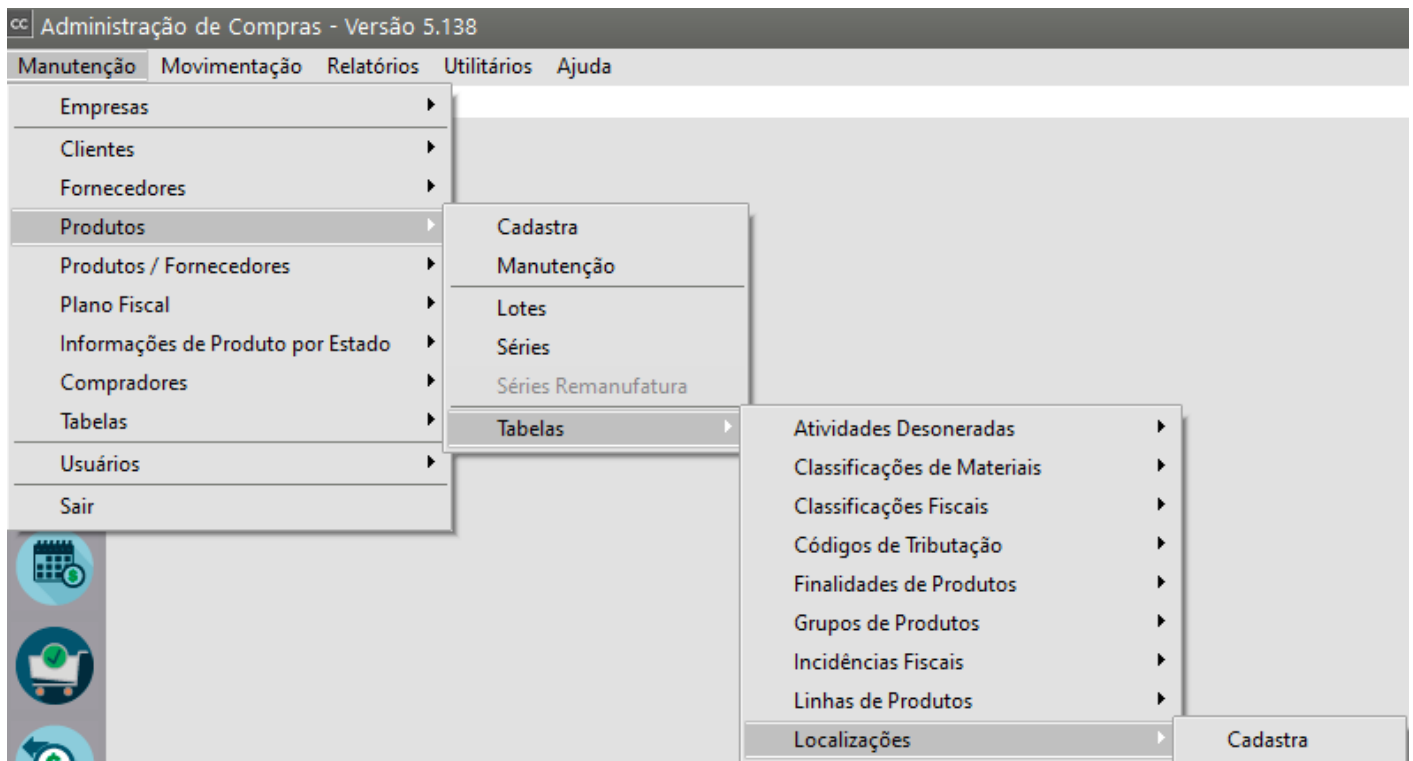 cc Administração de Compras - Versão 5.138
Manutenção Movimentação Relatórios Utilitários Ajuda
Empresas
Clientes
Fornecedores
Produtos
Produtos / Fornecedores
Plano Fiscal
Informações de Produto por Estado
Compradores
Tabelas
Usuários
Sair
Cadastra
Manutenção
Lotes
Séries
Séries Remanufatura
Tabelas
Atividades Desoneradas
Classificações de Materiais
Classificações Fiscais
Códigos de Tributação
Finalidades de Produtos
Grupos de Produtos
Incidências Fiscais
Linhas de Produtos
Localizações
Cadastra